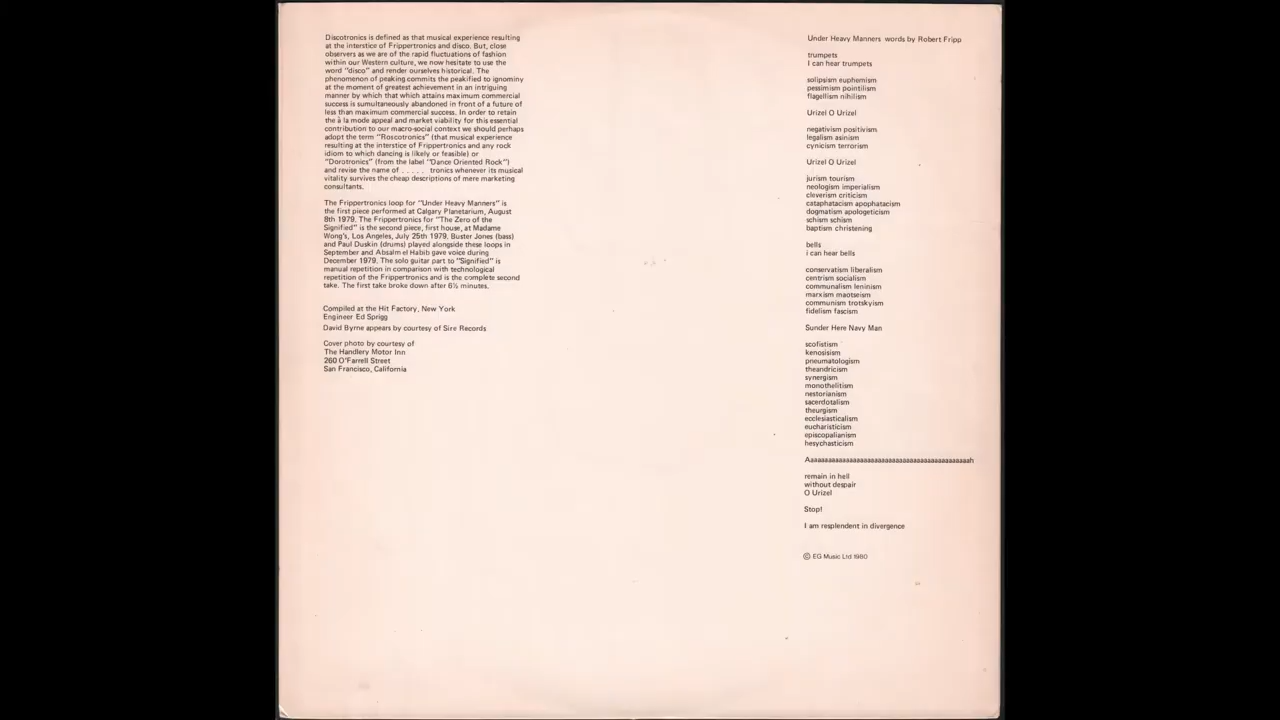 Discotronics is defined as that musical experience resulting
at the interstice of Frippertronics and disco. But, close
observers as we are of the rapid fluctuations of fashion
within our Western culture, we now hesitate to use the
word "disco" and render ourselves historical. The
phenomenon of peaking commits the peakified to ignominy
at the moment of greatest achievement in an intriguing
manner by which that which attains maximum commercial
success is sumultaneously abandoned in front of a future of
less than maximum commercial success. In order to retain
the à la mode appeal and market viability for this essential
contribution to our macro-social context we should perhaps
adopt the term "Roscotronics" (that musical experience
resulting at the interstice of Frippertronics and any rock
idiom to which dancing is likely or feasible) or
"Dorotronics" (from the label "Dance Oriented Rock")
and revise the name of . . . . . tronics whenever its musical
vitality survives the cheap descriptions of mere marketing
consultants.
The Frippertronics loop for "Under Heavy Manners" is
the first piece performed at Calgary Planetarium, August
8th 1979. The Frippertronics for "The Zero of the
Signified" is the second piece, first house, at Madame
Wong's, Los Angeles, July 25th 1979. Buster Jones (bass)
and Paul Duskin (drums) played alongside these loops in
September and Absalm el Habib gave voice during
December 1979. The solo guitar part to "Signified" is
manual repetition in comparison with technological
repetition of the Frippertronics and is the complete second
take. The first take broke down after 6½ minutes.
Compiled at the Hit Factory, New York
Engineer Ed Sprigg
David Byrne appears by courtesy of Sire Records
Cover photo by courtesy of
The Handlery Motor Inn
260 O'Farrell Street
San Francisco, California
Under Heavy Manners words by Robert Fripp
trumpets
I can hear trumpets
solipsism euphemism
pessimism pointilism
flagellism nihilism
Urizel O Urizel
negativism positivism
legalism asinism
cynicism terrorism
Urizel O Urizel
jurism tourism
neologism imperialism
cleverism criticism
cataphatacism apophatacism
dogmatism apologeticism
schism schism
baptism christening
bells
i can hear bells
conservatism liberalism
centrism socialism
communalism leninism
marxism maotseism
communism trotskyism
fidelism fascism
Sunder Here Navy Man
scofistism
kenosisism
pneumatologism
theandricism
synergism
monothelitism
nestorianism
sacerdotalism
theurgism
ecclesiasticalism
eucharisticism
episcopalianism
hesychasticism
Aaaaaaaaaaaaaaaaaaaaaaaaaaaaaaaaaaaaaaaaaaaaah
remain in hell
without despair
O Urizel
Stop!
I am resplendent in divergence
© EG Music Ltd 1980